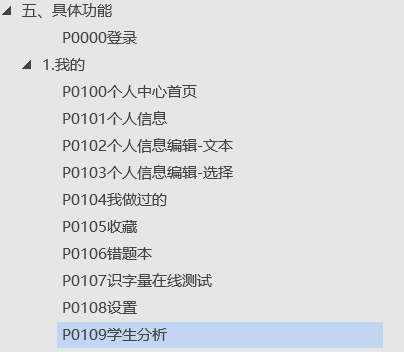 五、具体功能
P0000登录
1.我的
P0100个人中心首页
P0101个人信息
P0102个人信息编辑-文本
P0103个人信息编辑-选择
P0104我做过的
P0105收藏
P0106错题本
P0107识字量在线测试
P0108设置
P0109学生分析